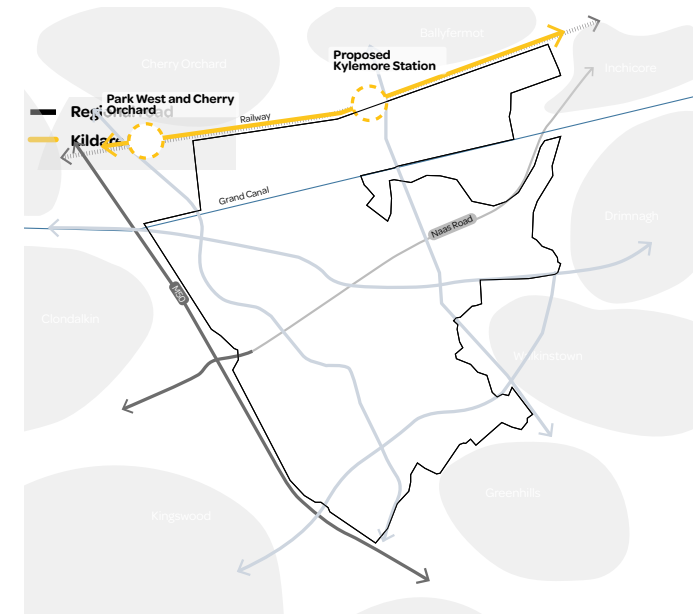 Ballyfermot
Proposed
Kylemore Station
Cherry Orchard
Inchicore
Park West and Cherry
Orchard
Railway
Grand Canal
Drimnagh
Naas Road
M50
Clondalkin
Walkinstown
Greenhills
Kingswood